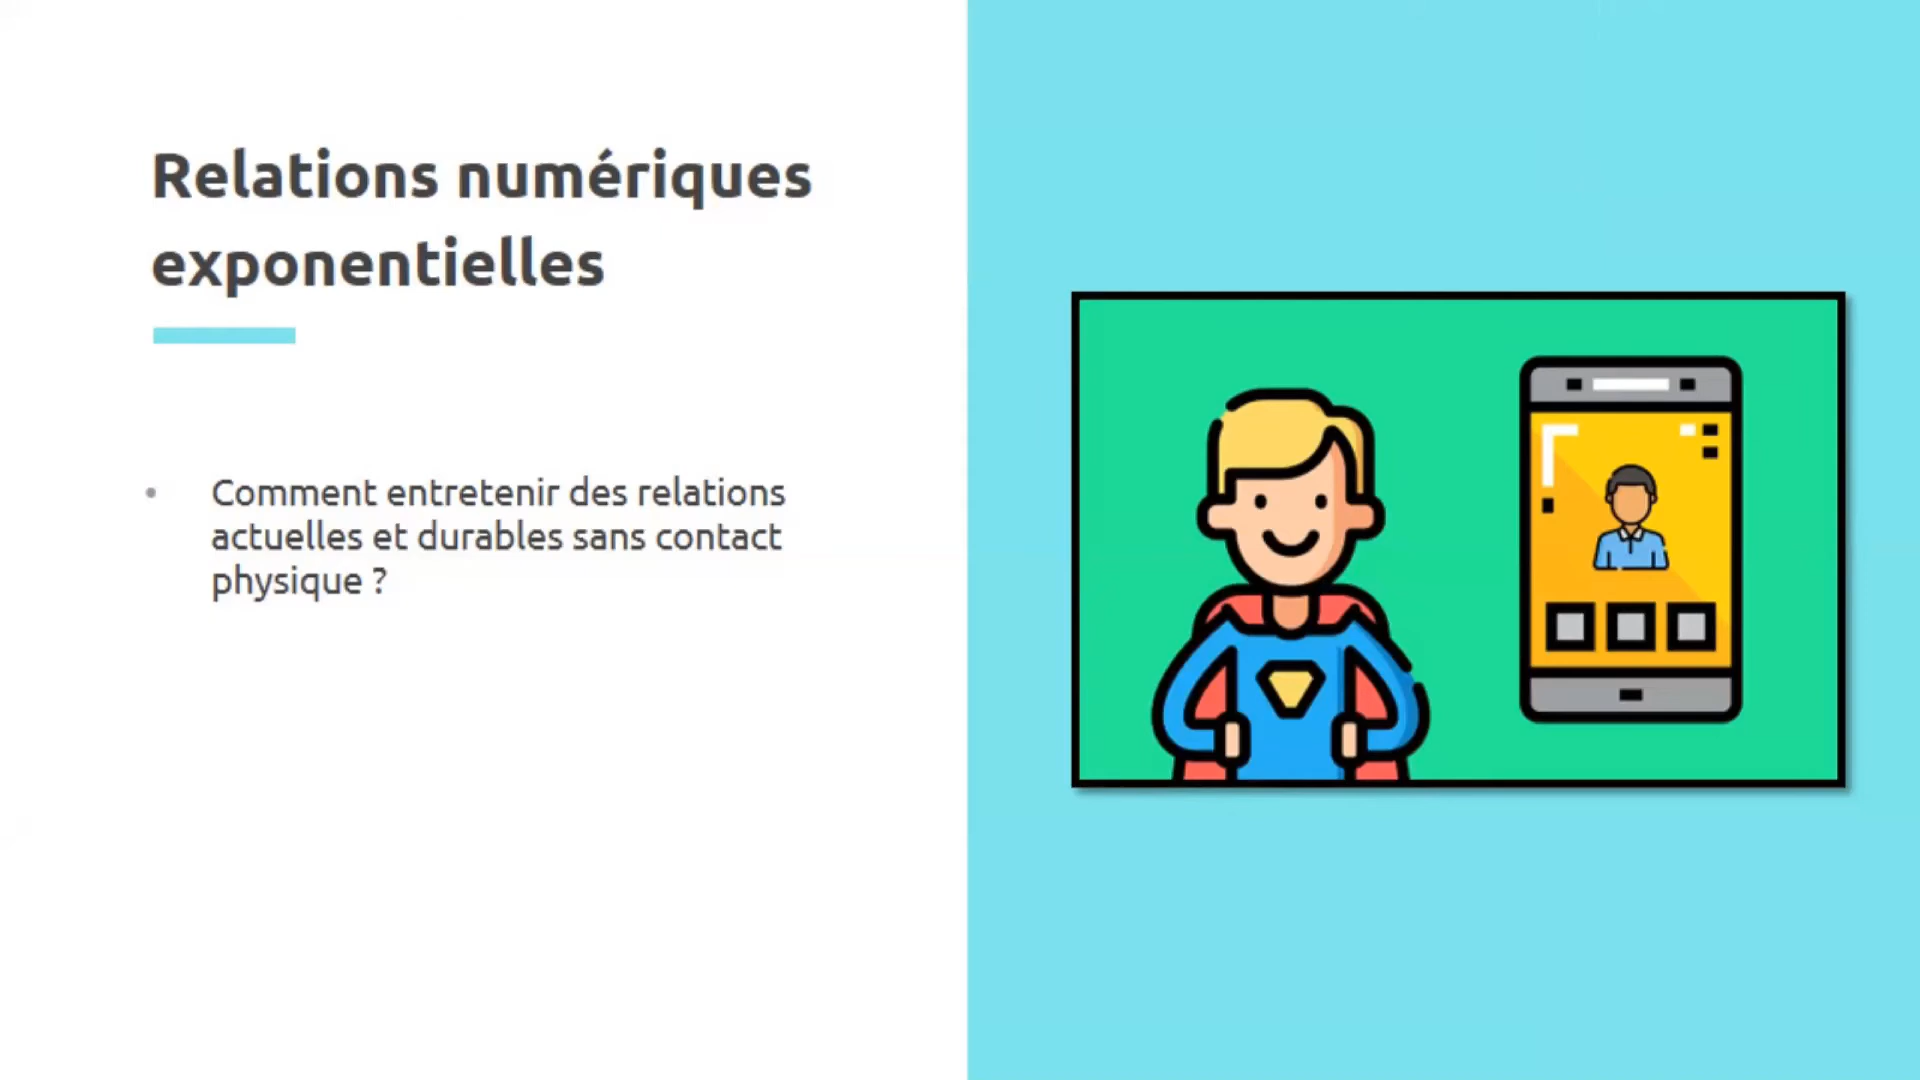 Relations numériques
exponentielles
• Comment entretenir des relations
actuelles et durables sans contact
physique ?